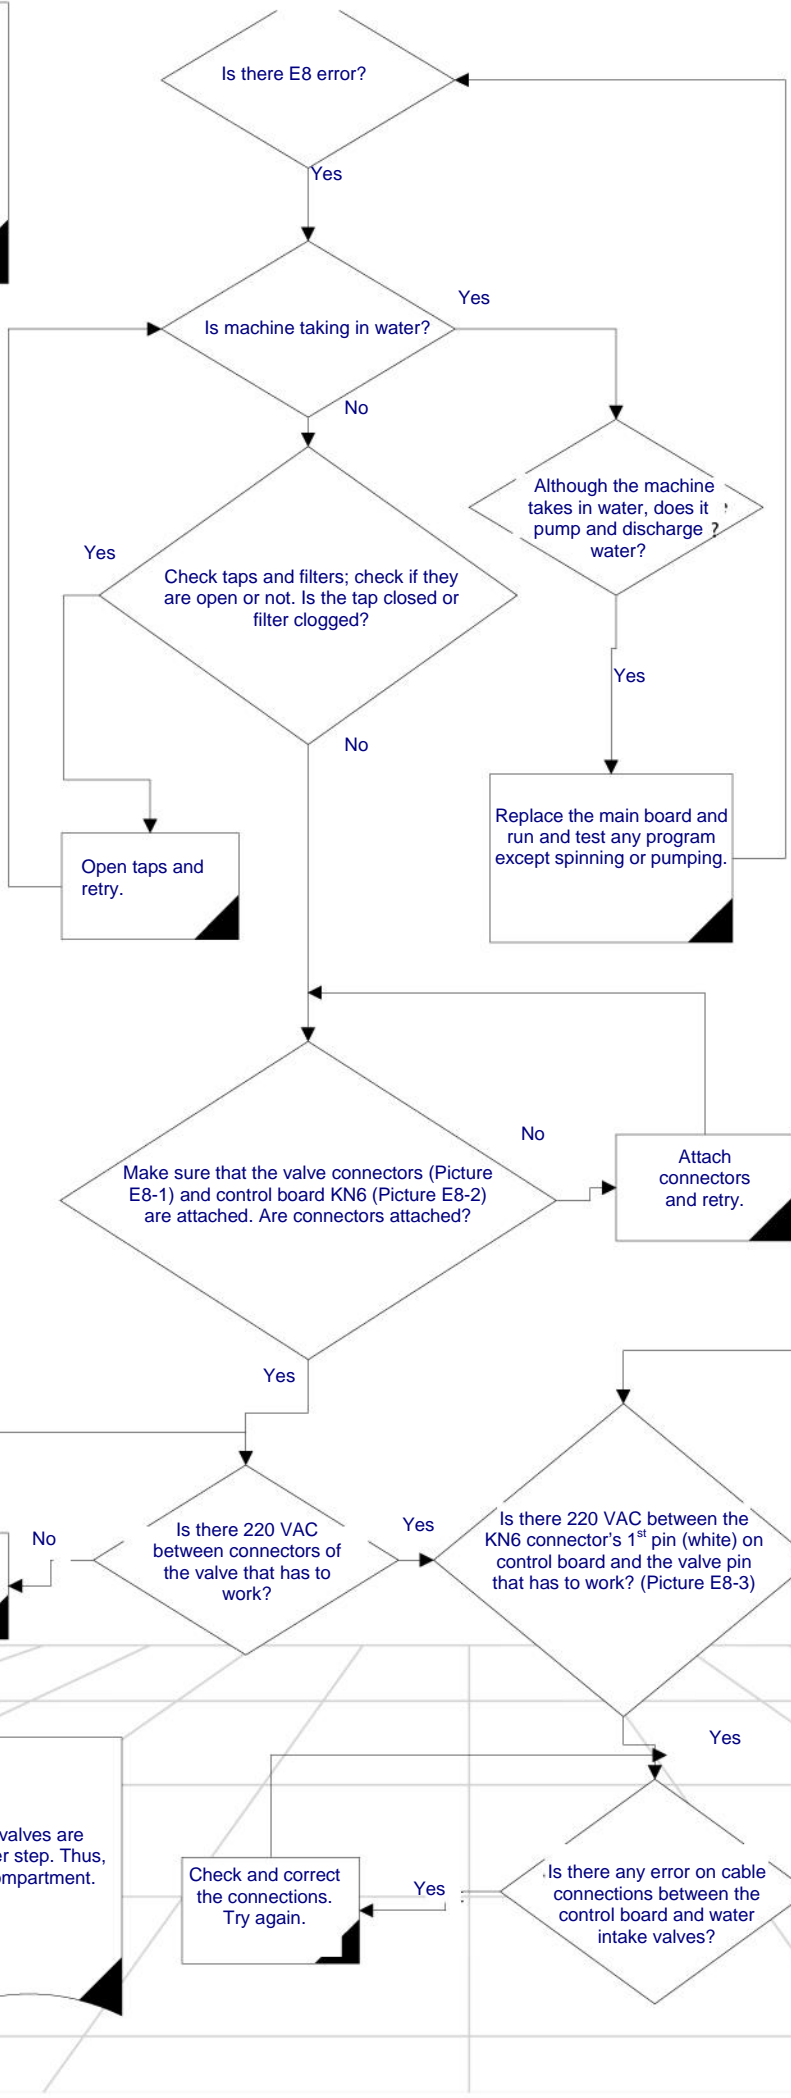 Is there E8 error?
Yes
Is machine taking in water?
Yes
No
Although the machine
takes in water, does it
pump and discharge ?
water?
Yes
Check taps and filters; check if they
are open or not. Is the tap closed or
filter clogged?
Yes
No
Open taps and
retry.
Replace the main board and
run and test any program
except spinning or pumping.
No
Make sure that the valve connectors (Picture
E8-1) and control board KN6 (Picture E8-2)
are attached. Are connectors attached?
Attach
connectors
and retry.
Yes
No
Is there 220 VAC
between connectors of
the valve that has to
work?
Yes
Is there 220 VAC between the
KN6 connector's 1st pin (white) on
control board and the valve pin
that has to work? (Picture E8-3)
Yes
valves are
er step. Thus,
ompartment.
Check and correct
the connections.
Try again.
Yes
Is there any error on cable
connections between the
control board and water
intake valves?